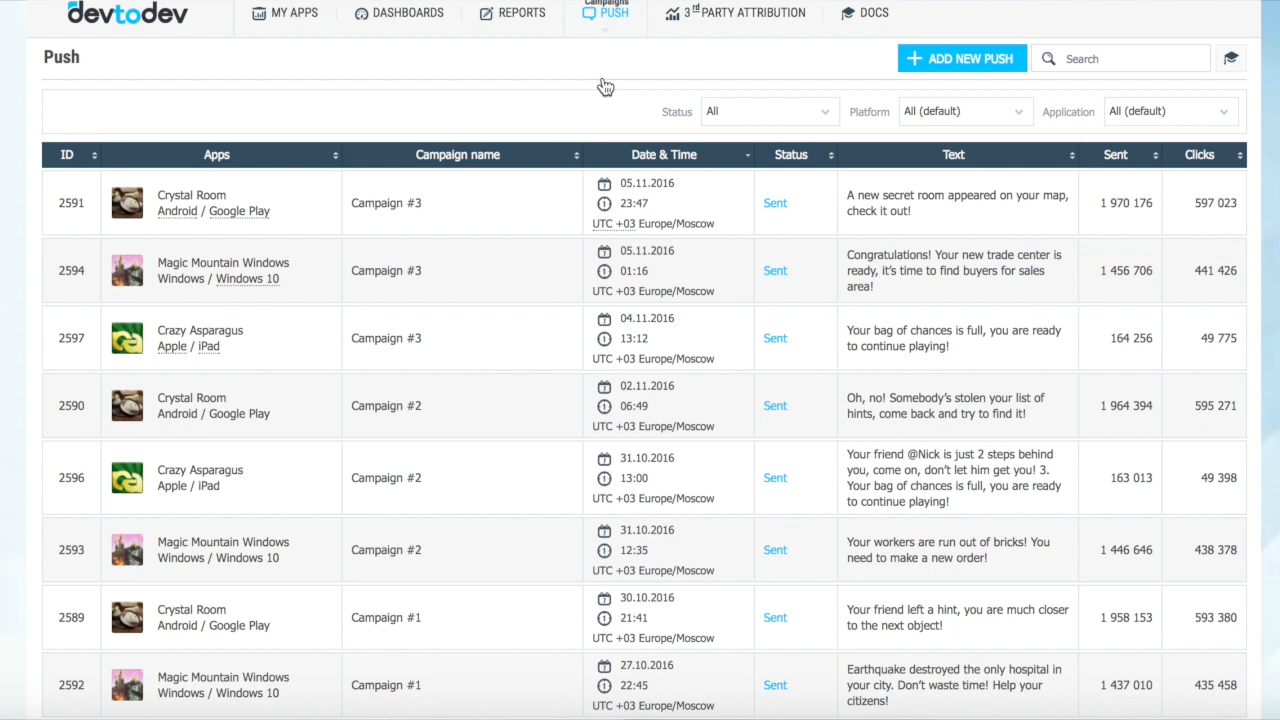 devtodev
MY APPS
DASHBOARDS
REPORTS
Campaigns
PUSH
3rd PARTY ATTRIBUTION
DOCS
Push
ADD NEW PUSH
Search
Status
All
Platform
All (default)
Application
All (default)
ID
Apps
Campaign name
Date & Time
Status
Text
Sent
Clicks
2591
Crystal Room
Android / Google Play
Campaign #3
05.11.2016
23:47
UTC +03 Europe/Moscow
Sent
A new secret room appeared on your map,
check it out!
1 970 176
597 023
2594
Magic Mountain Windows
Windows / Windows 10
Campaign #3
05.11.2016
01:16
UTC +03 Europe/Moscow
Sent
Congratulations! Your new trade center is
ready, it's time to find buyers for sales
area!
1 456 706
441 426
2597
Crazy Asparagus
Apple / iPad
Campaign #3
04.11.2016
13:12
UTC +03 Europe/Moscow
Sent
Your bag of chances is full, you are ready
to continue playing!
164 256
49 775
2590
Crystal Room
Android / Google Play
Campaign #2
02.11.2016
06:49
UTC +03 Europe/Moscow
Sent
Oh, no! Somebody's stolen your list of
hints, come back and try to find it!
1 964 394
595 271
2596
Crazy Asparagus
Apple / iPad
Campaign #2
31.10.2016
13:00
UTC +03 Europe/Moscow
Sent
Your friend @Nick is just 2 steps behind
you, come on, don't let him get you! 3.
Your bag of chances is full, you are ready
to continue playing!
163 013
49 398
2593
Magic Mountain Windows
Windows / Windows 10
Campaign #2
31.10.2016
12:35
UTC +03 Europe/Moscow
Sent
Your workers are run out of bricks! You
need to make a new order!
1 446 646
438 378
2589
Crystal Room
Android / Google Play
Campaign #1
30.10.2016
21:41
UTC +03 Europe/Moscow
Sent
Your friend left a hint, you are much closer
to the next object!
1 958 153
593 380
2592
Magic Mountain Windows
Windows / Windows 10
Campaign #1
27.10.2016
22:45
UTC +03 Europe/Moscow
Sent
Earthquake destroyed the only hospital in
your city. Don't waste time! Help your
citizens!
1 437 010
435 458